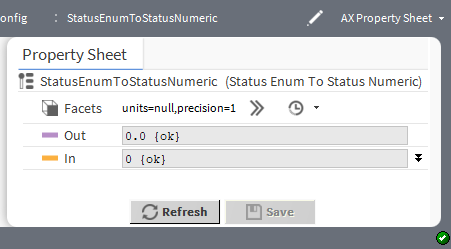 onfig : StatusEnumToStatusNumeric AX Property Sheet
Property Sheet
StatusEnumToStatusNumeric (Status Enum To Status Numeric)
Facets units=null,precision=1
Out 0.0 {ok}
In 0 {ok}
Refresh Save